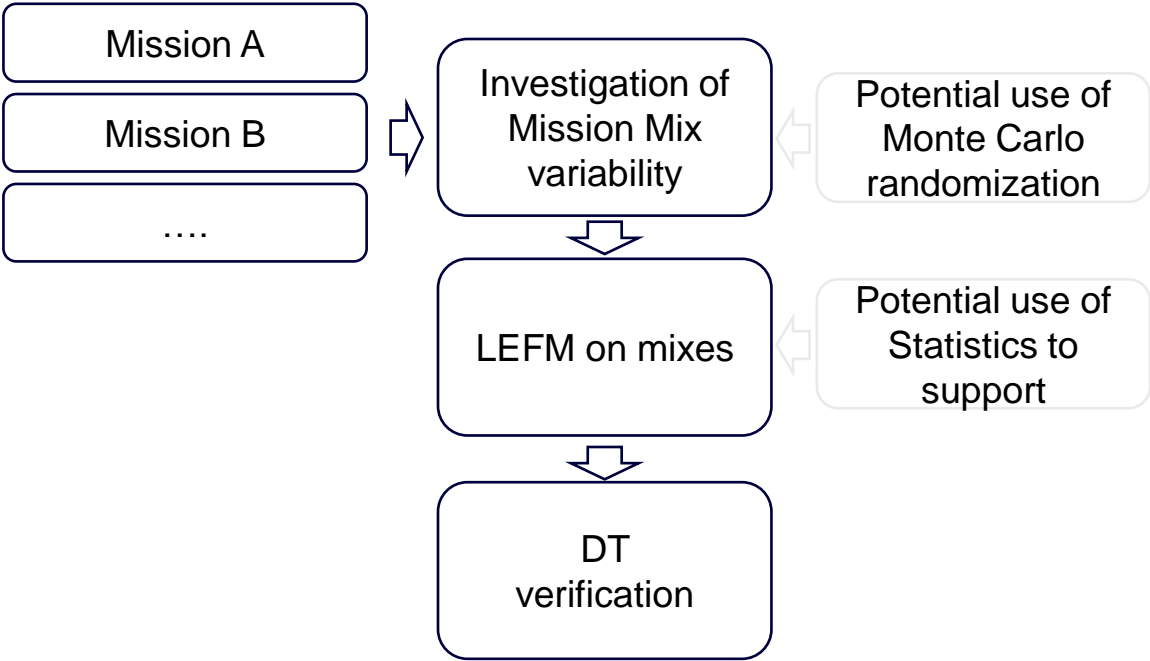 Mission A
Mission B
....
Investigation of
Mission Mix
variability
Potential use of
Monte Carlo
randomization
LEFM on mixes
Potential use of
Statistics to
support
DT
verification